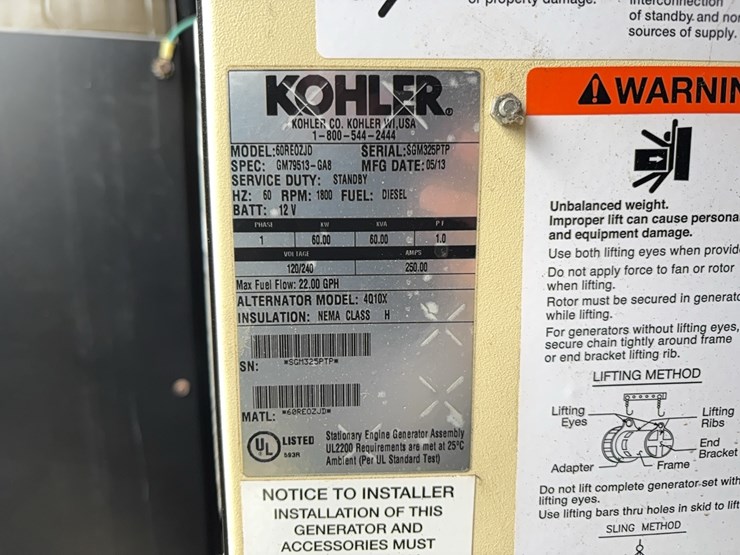 of standby and no
sources of supply.
KOHLER®
KOHLER CO. KOHLER WI,USA
1-800-544-2444
MODEL:60REOZJD SERIAL:SGM325PTP
SPEC: GM79513-GA8 MFG DATE:05/13
SERVICE DUTY: STANDBY
HZ: 60 RPM: 1800 FUEL: DIESEL
BATT: 12 V
PHASE KW KVA PF
1 60.00 60.00 1.0
VOLTAGE AMPS
120/240 250.00
Max Fuel Flow: 22.00 GPH
ALTERNATOR MODEL: 4Q10X
INSULATION: NEMA CLASS H
SN: *SGM325PTP*
MATL: *60REOZJD*
UL LISTED
593R
Stationary Engine Generator Assembly
UL2200 Requirements are met at 25°C
Ambient (Per UL Standard Test)
NOTICE TO INSTALLER
INSTALLATION OF THIS
GENERATOR AND
ACCESSORIES MUST
WARNIN
Unbalanced weight.
Improper lift can cause persona
and equipment damage.
Use both lifting eyes when provid
Do not apply force to fan or rotor
when lifting.
Rotor must be secured in generato
while lifting.
For generators without lifting eyes,
secure chain tightly around frame
or end bracket lifting rib.
LIFTING METHOD
Lifting
Eyes
Lifting
Ribs
End
Bracket
Adapter
Frame
Do not lift complete generator set with
lifting eyes.
Use lifting bars thru holes in skid to lift
SLING METHOD